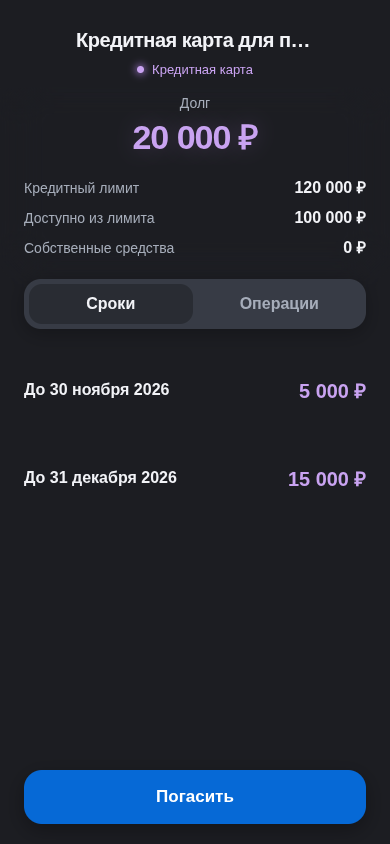 Кредитная карта для п…
Кредитная карта
Долг
20 000 ₽
Кредитный лимит 120 000 ₽
Доступно из лимита 100 000 ₽
Собственные средства 0 ₽
Сроки Операции
До 30 ноября 2026 5 000 ₽
До 31 декабря 2026 15 000 ₽
Погасить